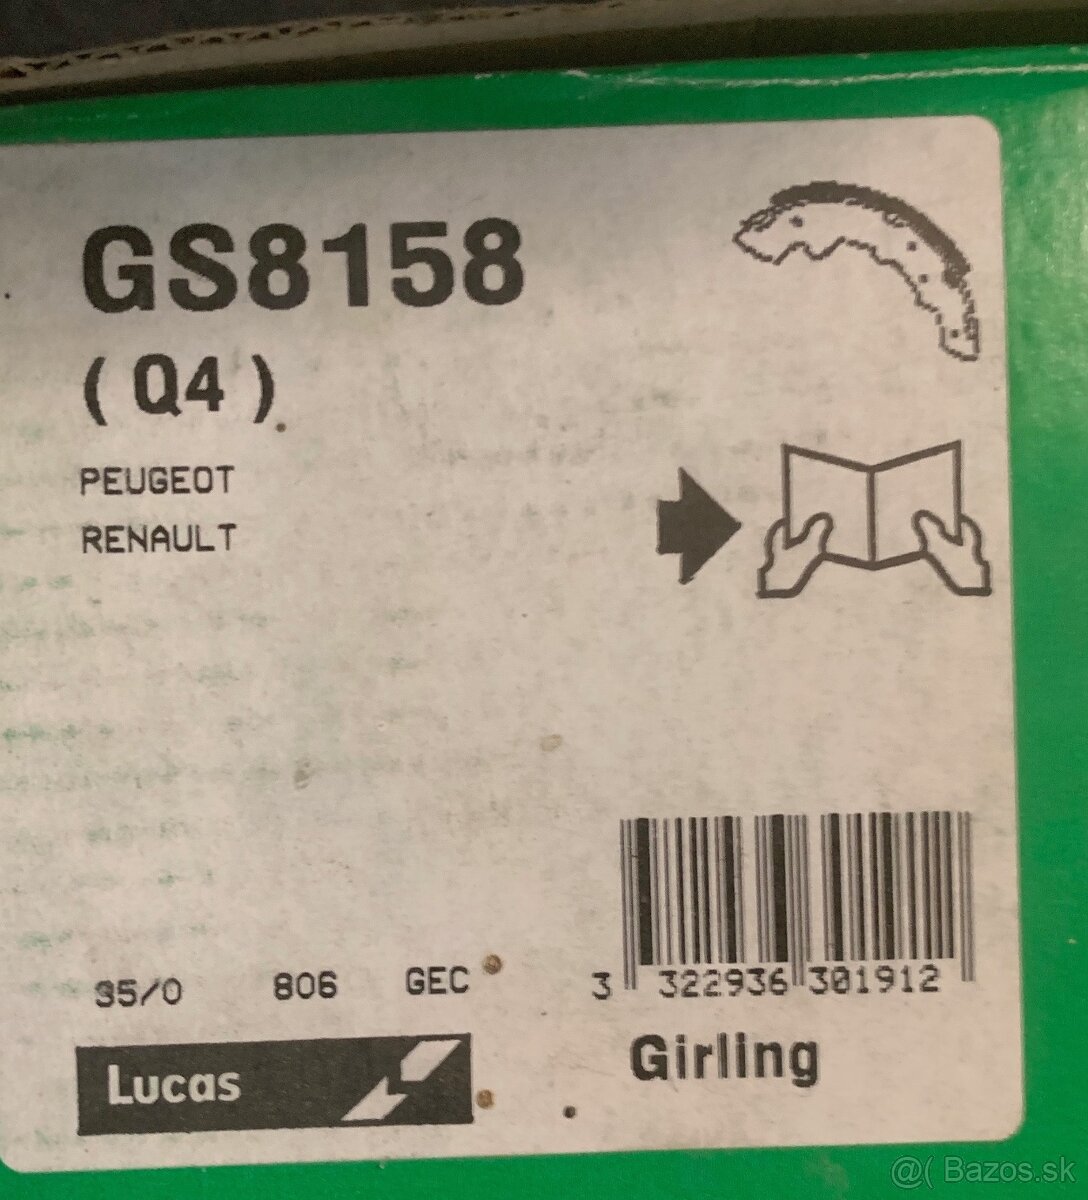 GS8158
( Q4 )
PEUGEOT
RENAULT
35/0 806 GEC
3 322936 301912
Lucas
Girling
@( Bazos.sk